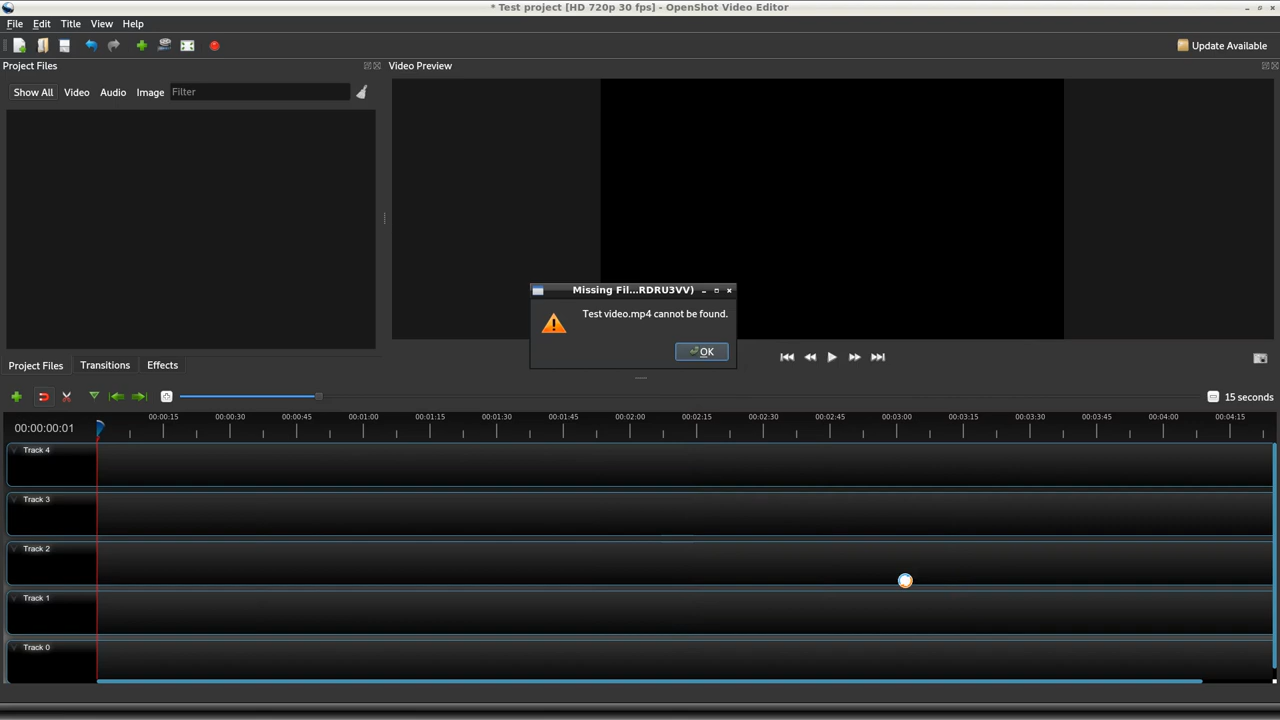 * Test project [HD 720p 30 fps] - OpenShot Video Editor
File Edit Title View Help
Update Available
Project Files
Video Preview
Show All Video Audio Image Filter
Missing Fil...RDRU3VV)
Test video.mp4 cannot be found.
OK
Project Files Transitions Effects
15 seconds
00:00:00:01
00:00:15 00:00:30 00:00:45 00:01:00 00:01:15 00:01:30 00:01:45 00:02:00 00:02:15 00:02:30 00:02:45 00:03:00 00:03:15 00:03:30 00:03:45 00:04:00 00:04:15
Track 4
Track 3
Track 2
Track 1
Track 0